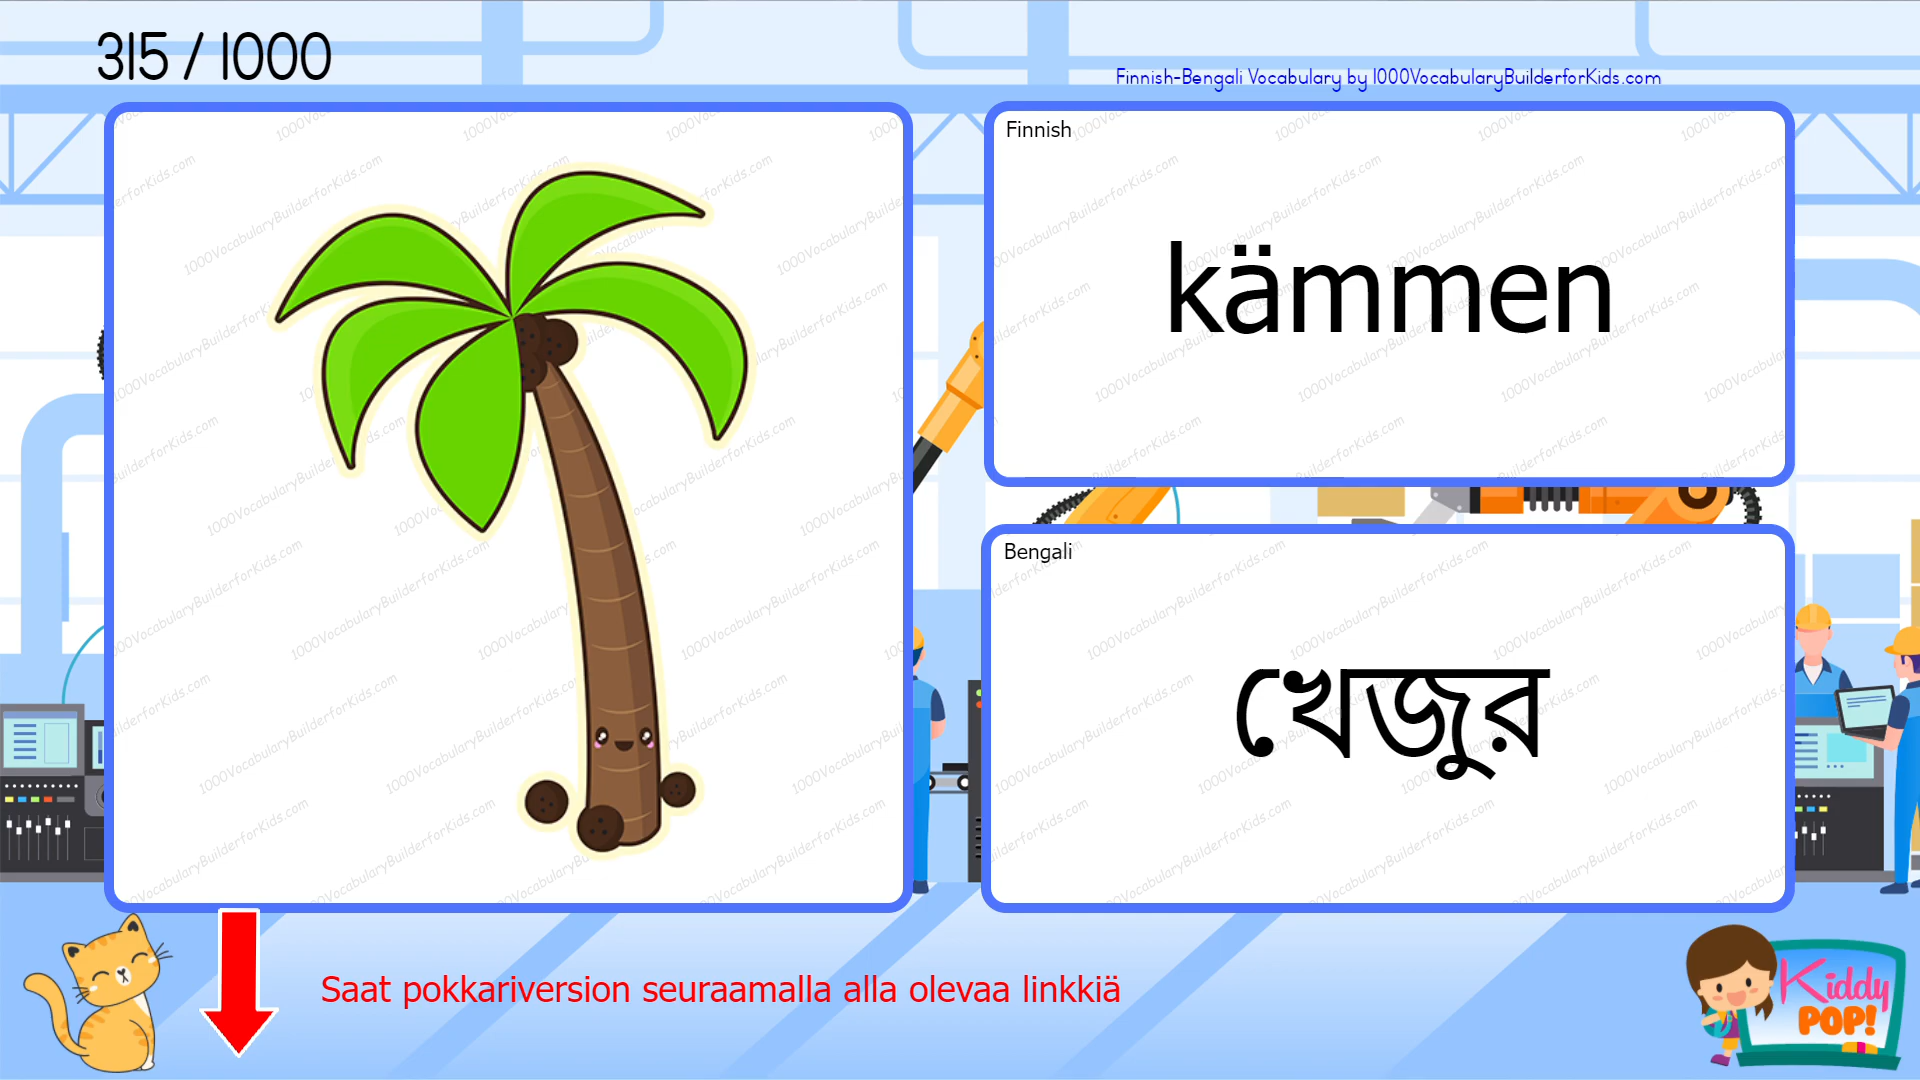 315 / 1000
Finnish-Bengali Vocabulary by 1000VocabularyBuilderforKids.com
Finnish
kämmen
Bengali
খেজুর
Saat pokkariversion seuraamalla alla olevaa linkkiä
Kiddy
POP!